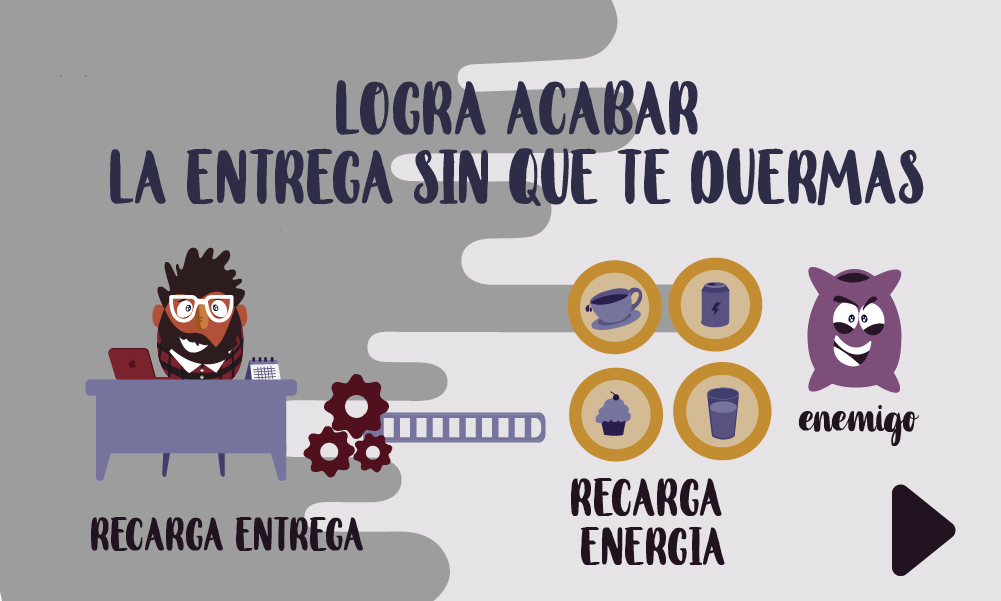 LOGRA ACABAR
LA ENTREGA SIN QUE TE DUERMAS
enemigo
RECARGA ENTREGA
RECARGA
ENERGIA